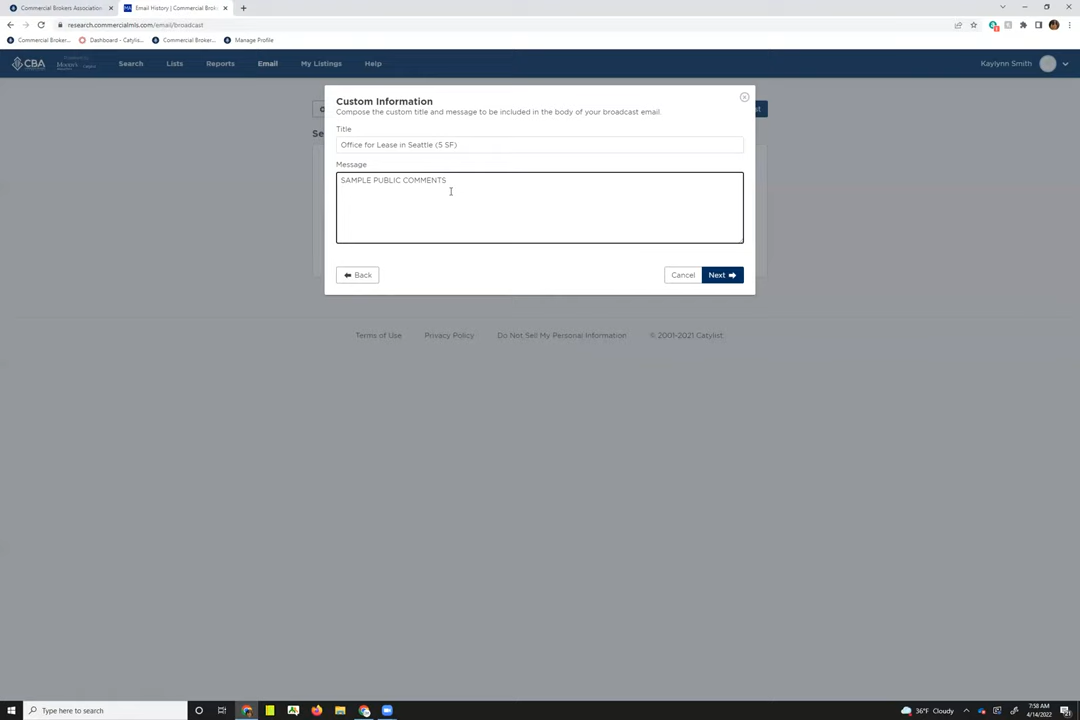 Commercial Brokers Association
Email History | Commercial Brok
research.commercialmls.com/email/broadcast
Commercial Broker...
Dashboard - Catylis...
Commercial Broker...
Manage Profile
CBA
Search
Lists
Reports
Email
My Listings
Help
Kaylynn Smith
Custom Information
Compose the custom title and message to be included in the body of your broadcast email.
Title
Office for Lease in Seattle (5 SF)
Message
SAMPLE PUBLIC COMMENTS
Back
Cancel
Next
Terms of Use
Privacy Policy
Do Not Sell My Personal Information
© 2001-2021 Catylist
Type here to search
36°F Cloudy
7:58 AM
4/14/2022